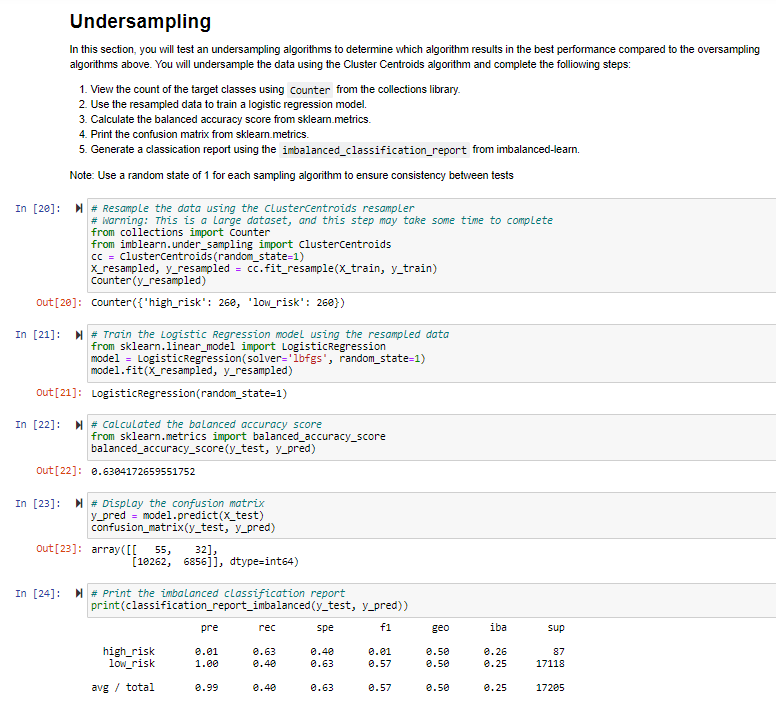 Undersampling
In this section, you will test an undersampling algorithms to determine which algorithm results in the best performance compared to the oversampling
algorithms above. You will undersample the data using the Cluster Centroids algorithm and complete the folliowing steps:
1. View the count of the target classes using Counter from the collections library.
2. Use the resampled data to train a logistic regression model.
3. Calculate the balanced accuracy score from sklearn.metrics.
4. Print the confusion matrix from sklearn.metrics.
5. Generate a classication report using the imbalanced_classification_report from imbalanced-learn.
Note: Use a random state of 1 for each sampling algorithm to ensure consistency between tests
In [20]: # Resample the data using the ClusterCentroids resampler
# Warning: This is a large dataset, and this step may take some time to complete
from collections import Counter
from imblearn.under_sampling import ClusterCentroids
cc = ClusterCentroids(random_state=1)
X_resampled, y_resampled = cc.fit_resample(X_train, y_train)
Counter(y_resampled)
Out[20]: Counter({'high_risk': 260, 'low_risk': 260})
In [21]: # Train the Logistic Regression model using the resampled data
from sklearn.linear_model import LogisticRegression
model = LogisticRegression(solver='lbfgs', random_state=1)
model.fit(X_resampled, y_resampled)
Out[21]: LogisticRegression(random_state=1)
In [22]: # Calculated the balanced accuracy score
from sklearn.metrics import balanced_accuracy_score
balanced_accuracy_score(y_test, y_pred)
Out[22]: 0.6304172659551752
In [23]: # Display the confusion matrix
y_pred = model.predict(X_test)
confusion_matrix(y_test, y_pred)
Out[23]: array([[   55,    32],
[10262,  6856]], dtype=int64)
In [24]: # Print the imbalanced classification report
print(classification_report_imbalanced(y_test, y_pred))
pre rec spe f1 geo iba sup
high_risk 0.01 0.63 0.40 0.01 0.50 0.26 87
low_risk 1.00 0.40 0.63 0.57 0.50 0.25 17118
avg / total 0.99 0.40 0.63 0.57 0.50 0.25 17205